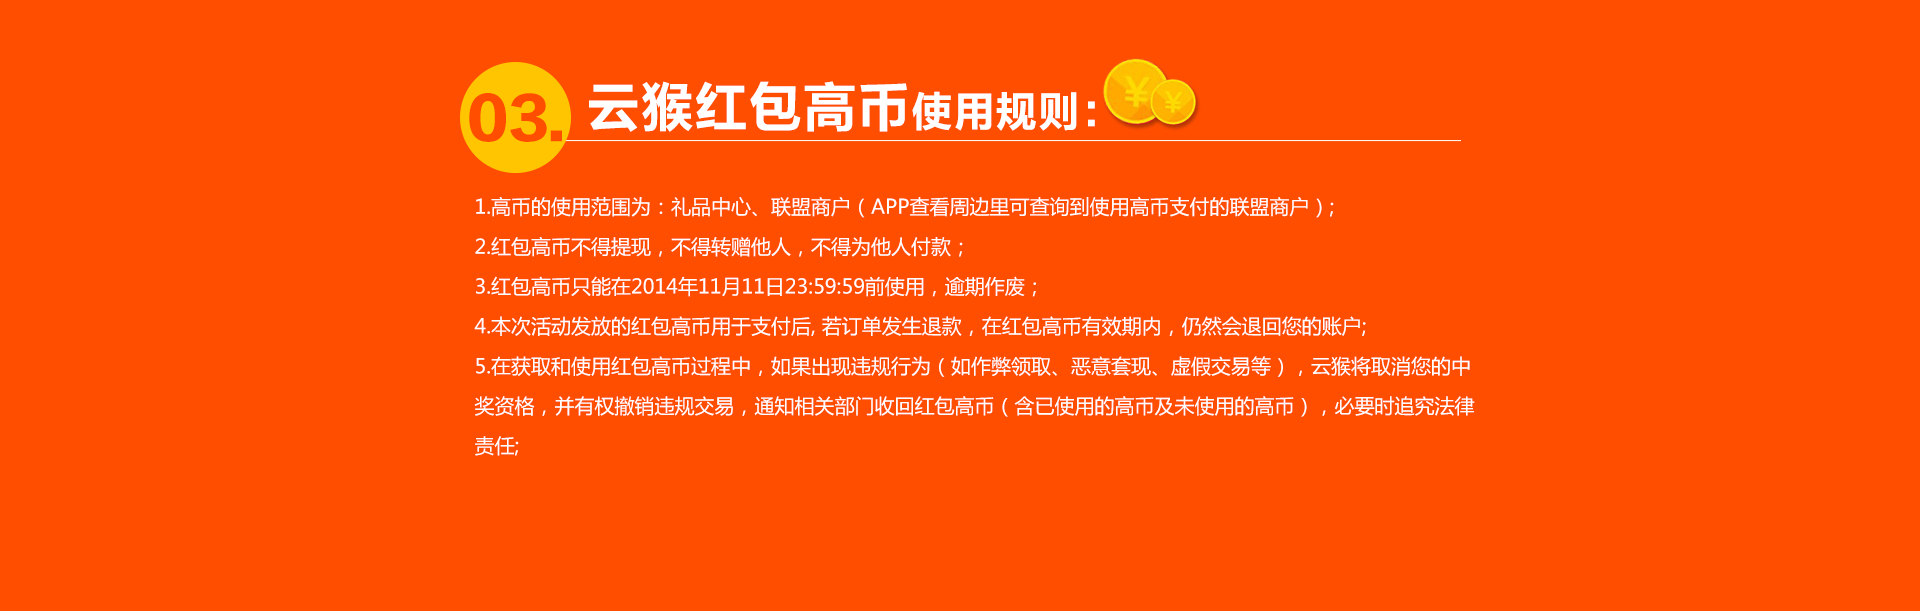 03.
云猴红包高币使用规则：
¥ ¥
1.高币的使用范围为：礼品中心、联盟商户（APP查看周边里可查询到使用高币支付的联盟商户）;
2.红包高币不得提现，不得转赠他人，不得为他人付款；
3.红包高币只能在2014年11月11日23:59:59前使用，逾期作废；
4.本次活动发放的红包高币用于支付后, 若订单发生退款，在红包高币有效期内，仍然会退回您的账户;
5.在获取和使用红包高币过程中，如果出现违规行为（如作弊领取、恶意套现、虚假交易等），云猴将取消您的中
奖资格，并有权撤销违规交易，通知相关部门收回红包高币（含已使用的高币及未使用的高币），必要时追究法律
责任;